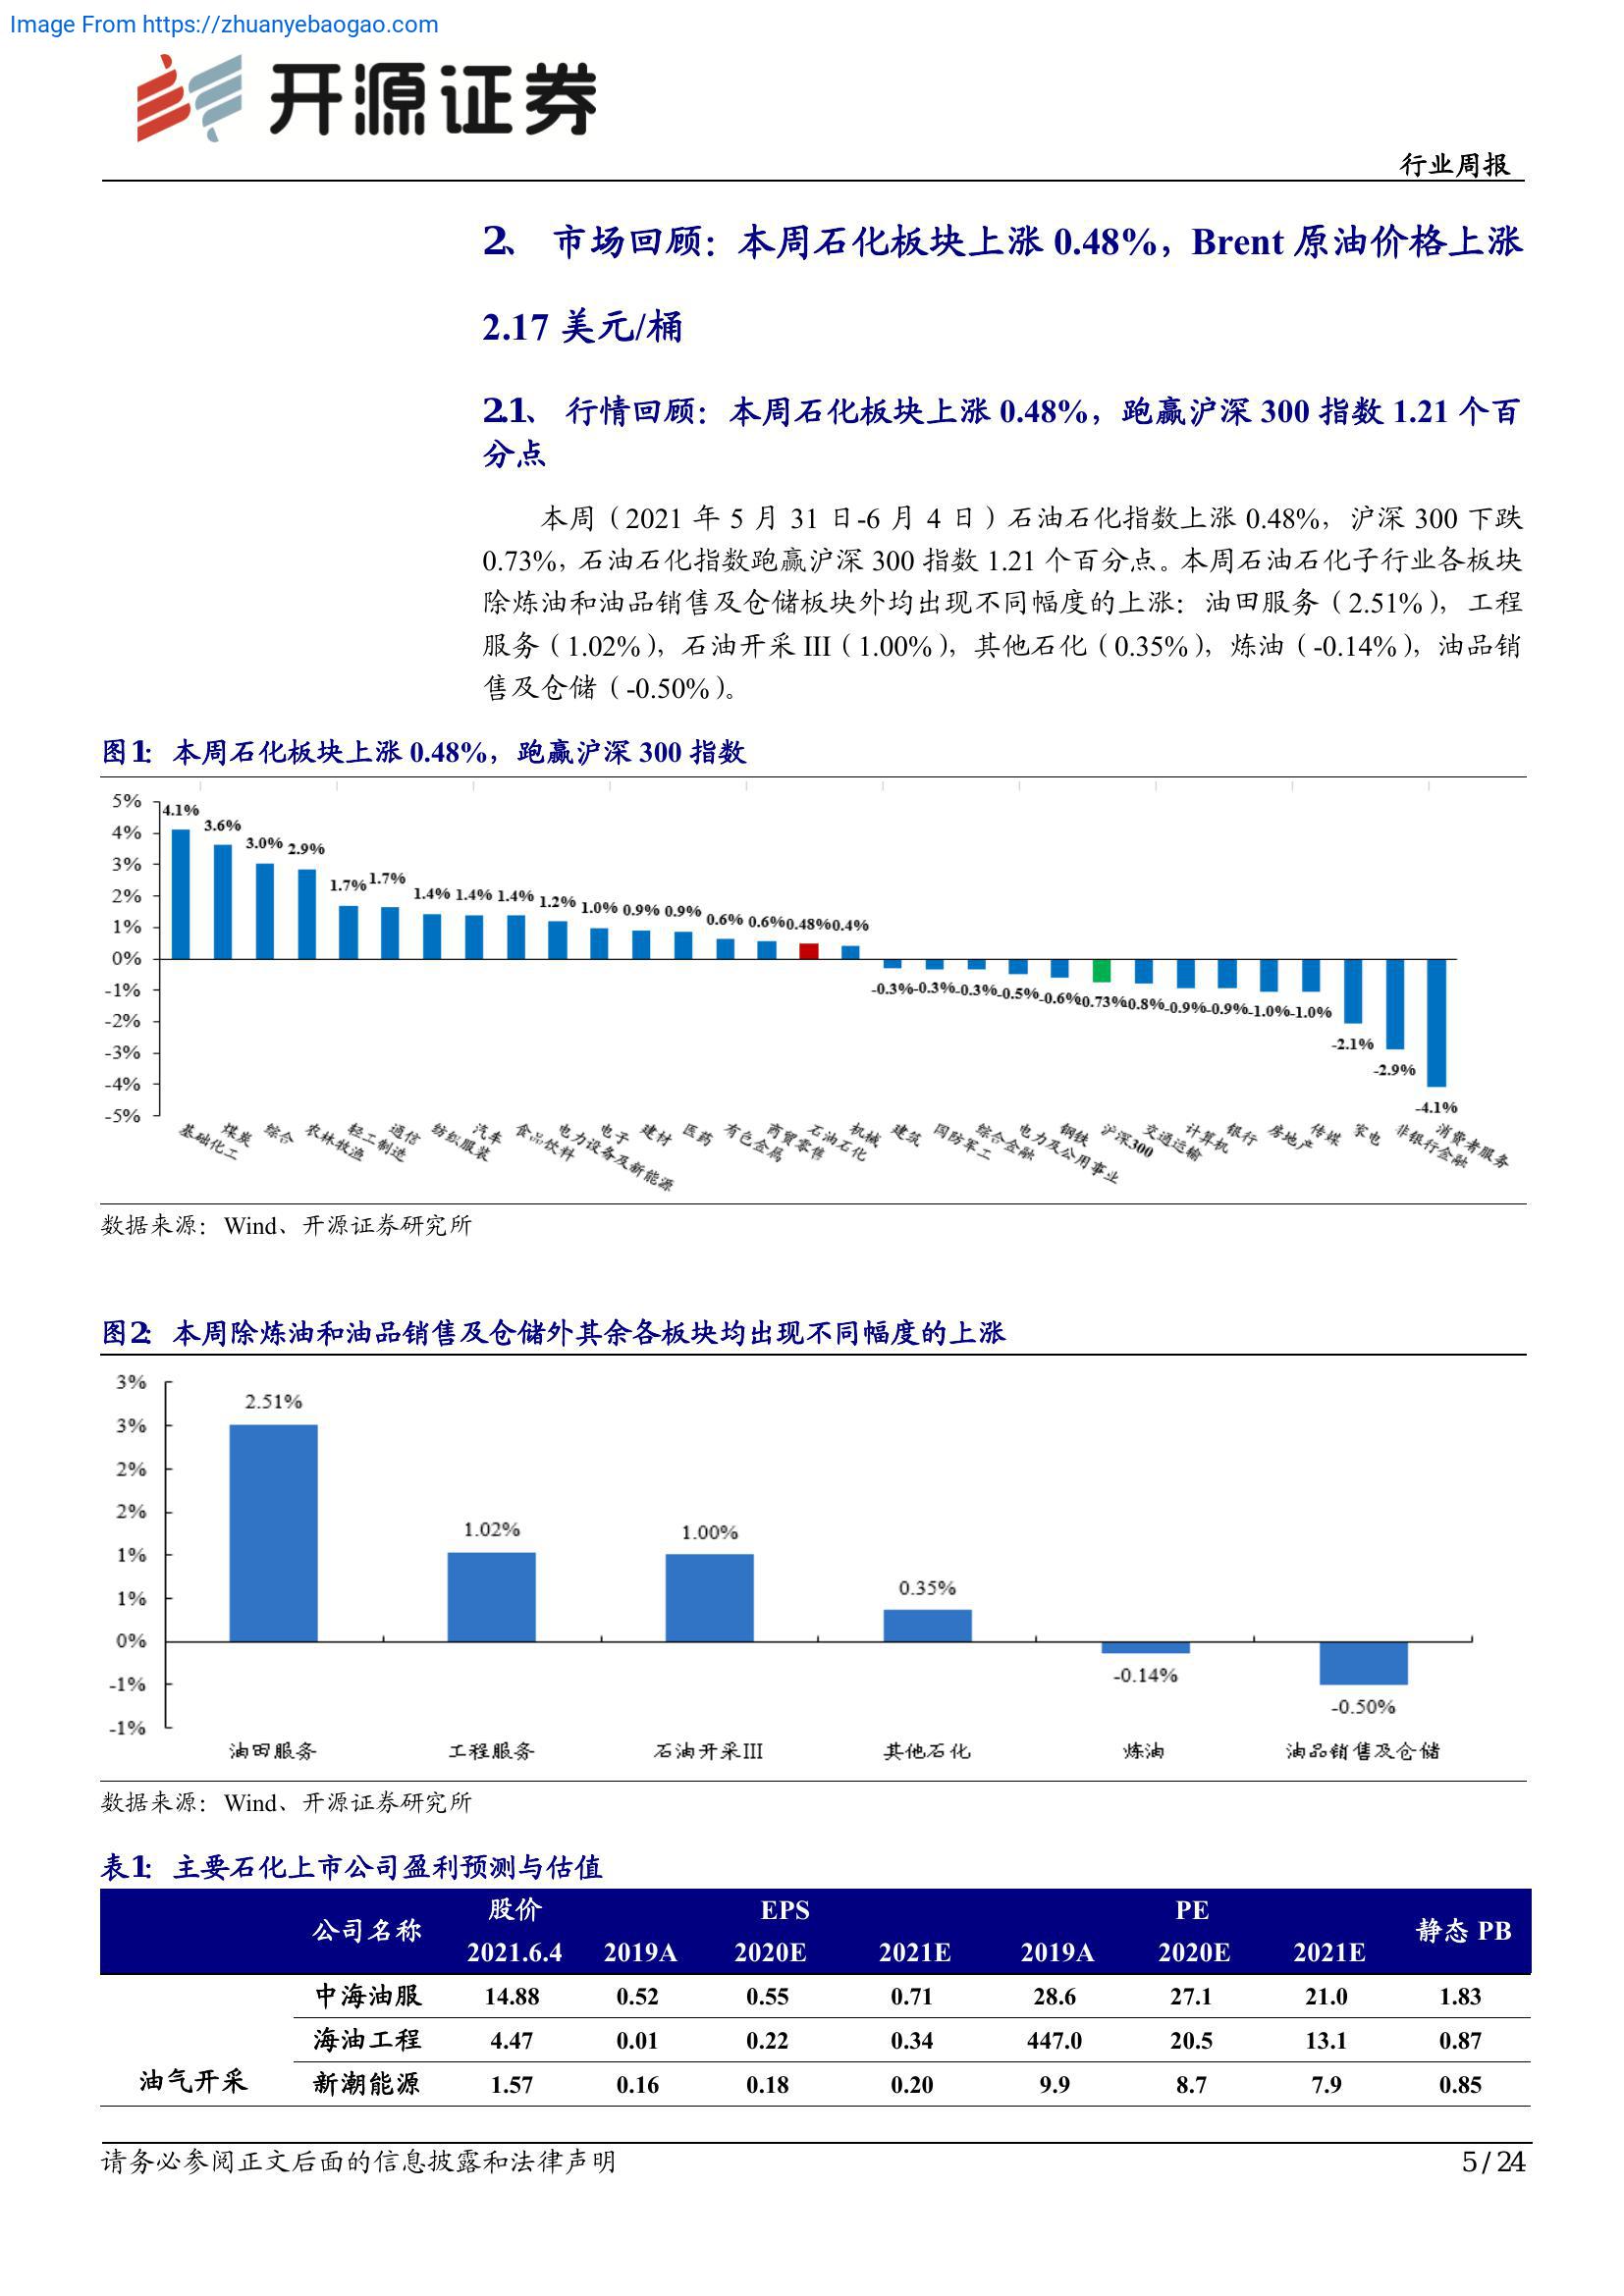 Image From https://zhuanyebaogao.com
开源证券
行业周报
2、 市场回顾：本周石化板块上涨 0.48%，Brent 原油价格上涨
2.17 美元/桶
2.1、 行情回顾：本周石化板块上涨 0.48%，跑赢沪深 300 指数 1.21 个百
分点
本周（2021 年 5 月 31 日-6 月 4 日）石油石化指数上涨 0.48%，沪深 300 下跌
0.73%，石油石化指数跑赢沪深 300 指数 1.21 个百分点。本周石油石化子行业各板块
除炼油和油品销售及仓储板块外均出现不同幅度的上涨：油田服务（2.51%），工程
服务（1.02%），石油开采 III（1.00%），其他石化（0.35%），炼油（-0.14%），油品销
售及仓储（-0.50%）。
图1：本周石化板块上涨 0.48%，跑赢沪深 300 指数
5%
4%
3%
2%
1%
0%
-1%
-2%
-3%
-4%
-5%
4.1% 3.6% 3.0% 2.9% 1.7% 1.7% 1.4% 1.4% 1.4% 1.2% 1.0% 0.9% 0.9% 0.6% 0.6% 0.48% 0.4%
-0.3% -0.3% -0.3% -0.5% -0.6% -0.73% -0.8% -0.9% -0.9% -1.0% -1.0% -2.1% -2.9% -4.1%
基础化工 煤炭 综合 农林牧渔 轻工制造 通信 纺织服装 汽车 食品饮料 电力设备及新能源 电子 建材 医药 有色金属 商贸零售 石油石化 机械 建筑 国防军工 综合金融 电力及公用事业 钢铁 沪深300 交通运输 计算机 银行 房地产 传媒 家电 非银行金融 消费者服务
数据来源：Wind、开源证券研究所
图2：本周除炼油和油品销售及仓储外其余各板块均出现不同幅度的上涨
3%
3%
2%
2%
1%
1%
0%
-1%
-1%
2.51% 1.02% 1.00% 0.35% -0.14% -0.50%
油田服务 工程服务 石油开采III 其他石化 炼油 油品销售及仓储
数据来源：Wind、开源证券研究所
表1：主要石化上市公司盈利预测与估值
公司名称 股价 EPS PE 静态 PB
2021.6.4 2019A 2020E 2021E 2019A 2020E 2021E
中海油服 14.88 0.52 0.55 0.71 28.6 27.1 21.0 1.83
海油工程 4.47 0.01 0.22 0.34 447.0 20.5 13.1 0.87
油气开采 新潮能源 1.57 0.16 0.18 0.20 9.9 8.7 7.9 0.85
请务必参阅正文后面的信息披露和法律声明
5 / 24